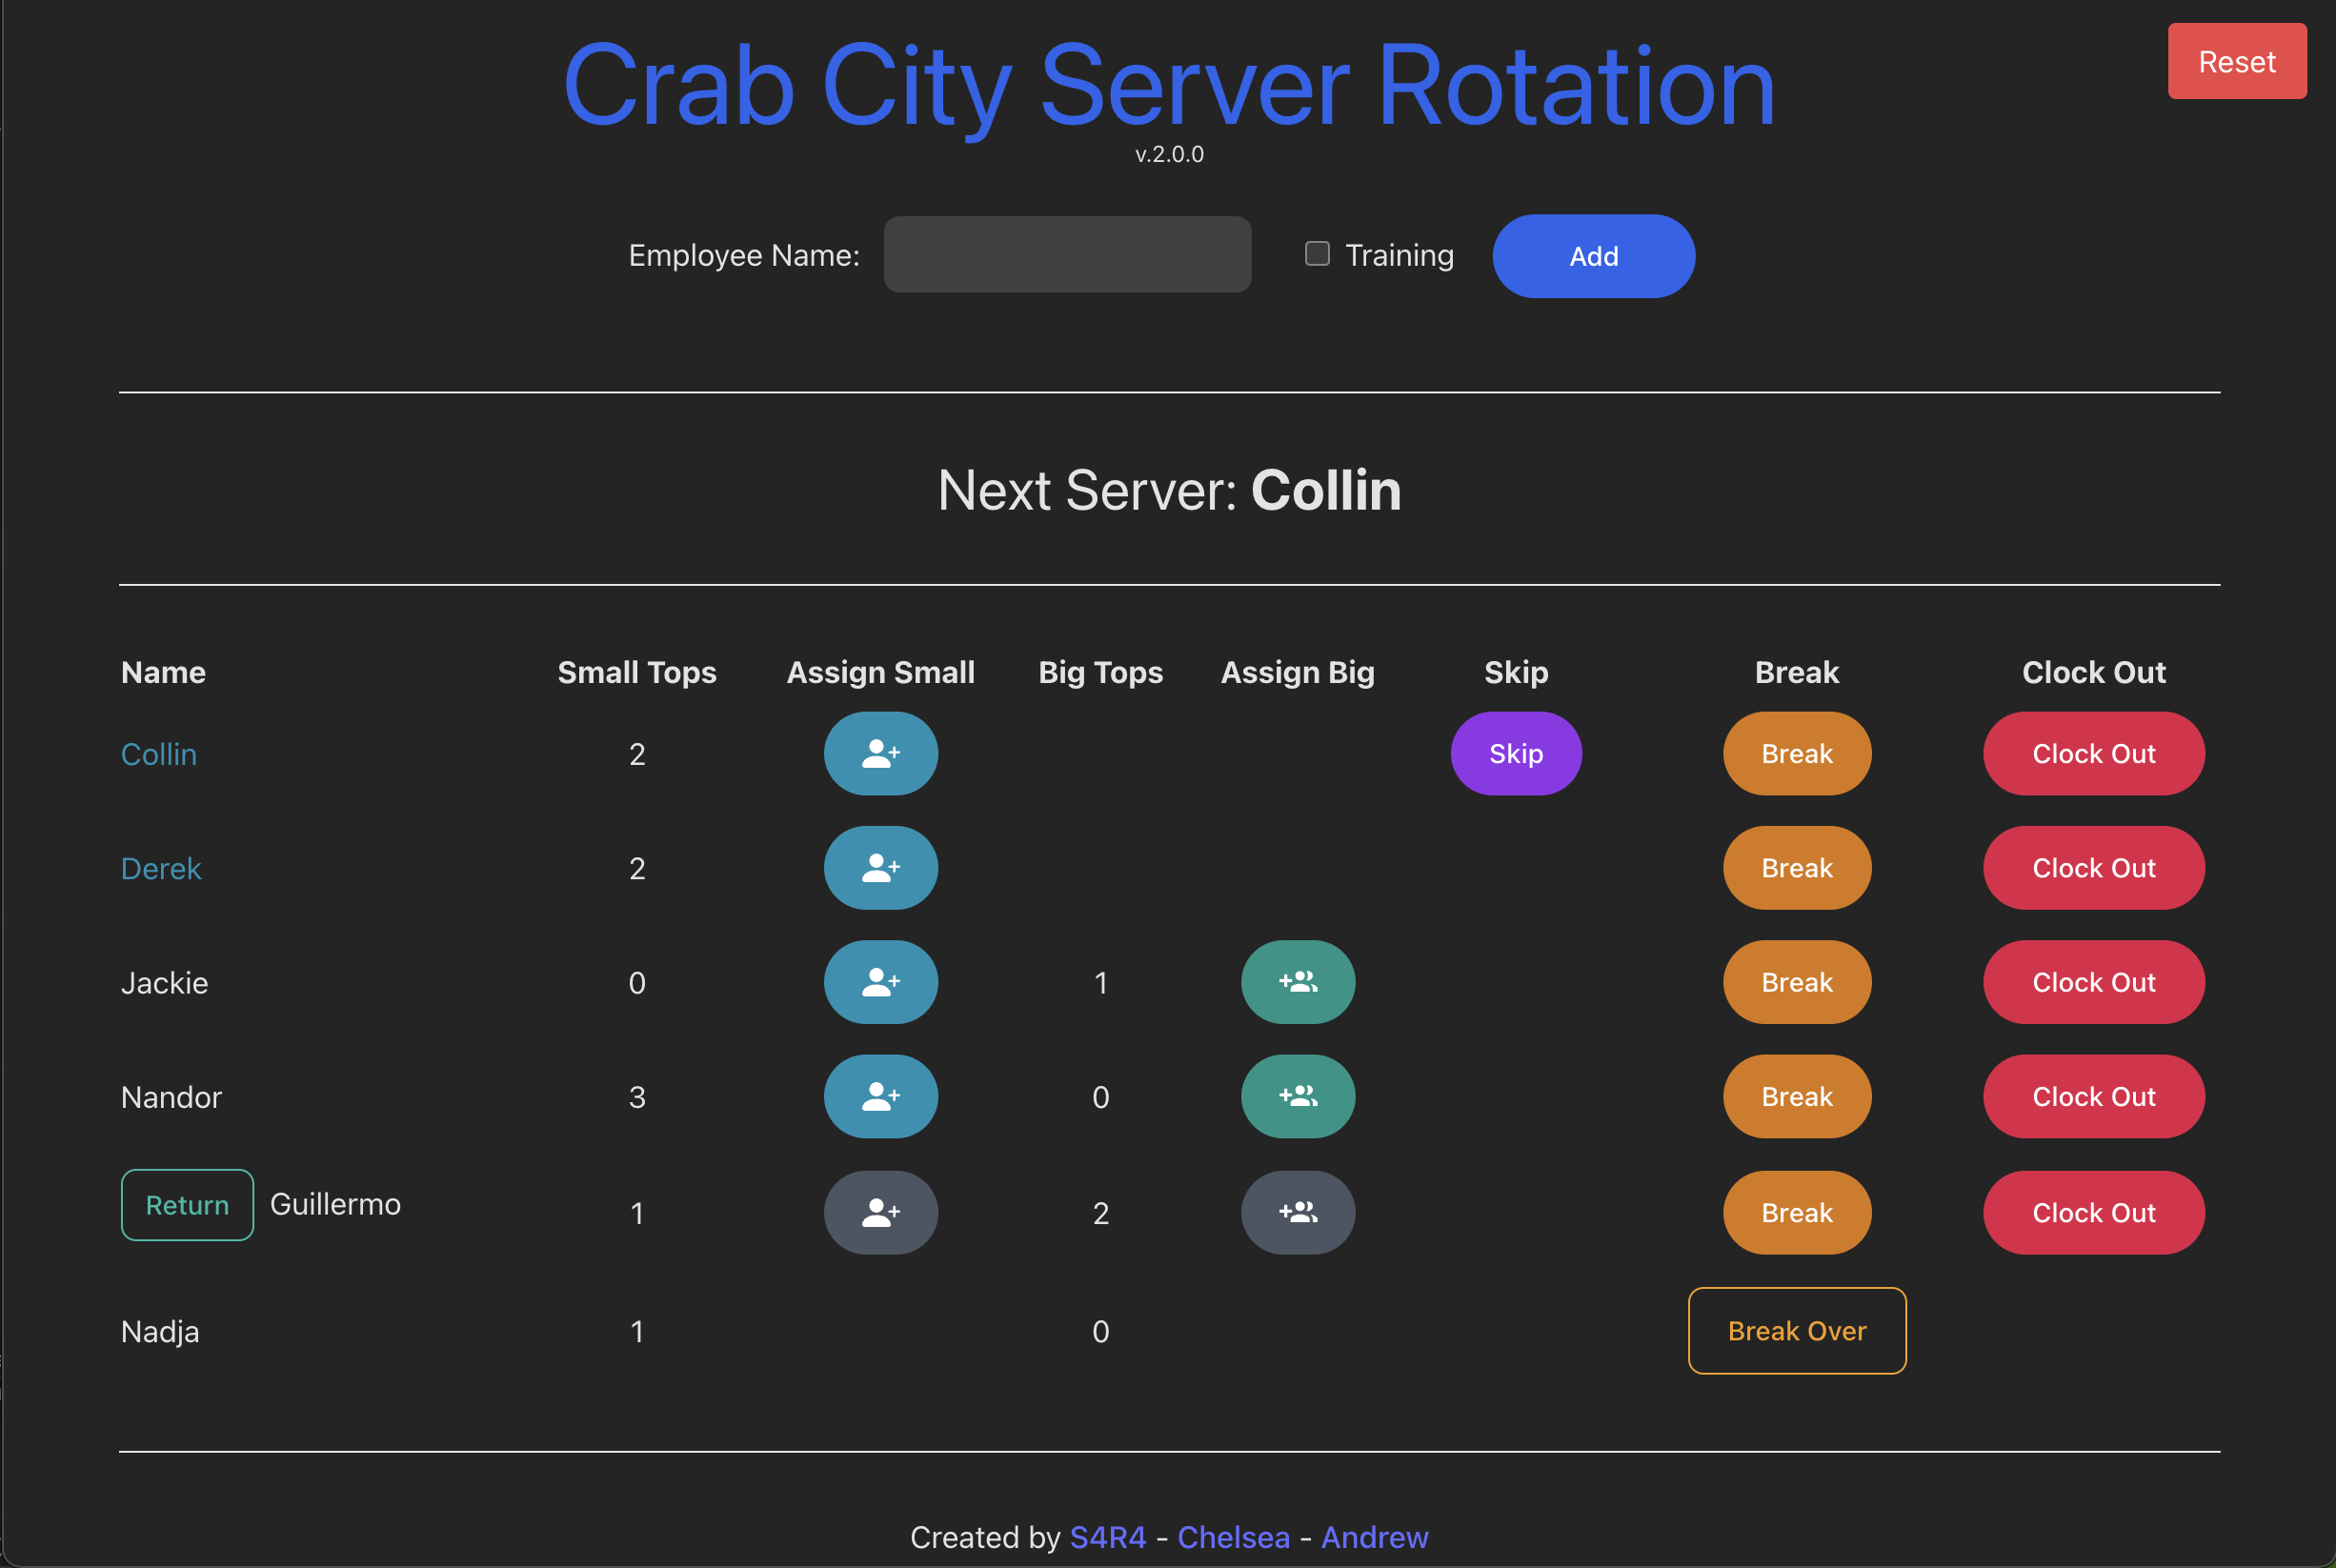 Crab City Server Rotation
Reset
v.2.0.0
Employee Name:
Training
Add
Next Server: Collin
Name Small Tops Assign Small Big Tops Assign Big Skip Break Clock Out
Collin 2 Skip Break Clock Out
Derek 2 Break Clock Out
Jackie 0 1 Break Clock Out
Nandor 3 0 Break Clock Out
Return Guillermo 1 2 Break Clock Out
Nadja 1 0 Break Over
Created by S4R4 - Chelsea - Andrew